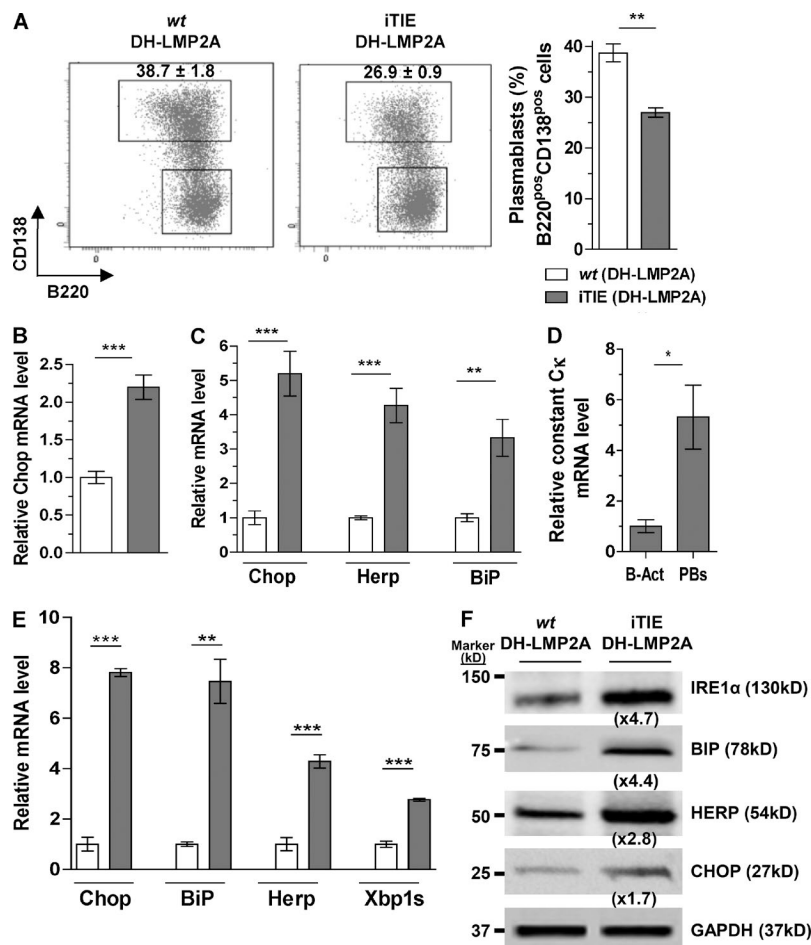 A
wt
DH-LMP2A
iTIE
DH-LMP2A
38.7 ± 1.8
26.9 ± 0.9
CD138
B220
0
0
0
0
Plasmablasts (%)
B220posCD138pos cells
40
30
20
10
0
**
wt (DH-LMP2A)
iTIE (DH-LMP2A)
B
Relative Chop mRNA level
2.5
2.0
1.5
1.0
0.5
0.0
***
C
Relative mRNA level
6
5
4
3
2
1
0
***
***
**
Chop
Herp
BiP
D
Relative constant Cκ
mRNA level
8
6
4
2
0
*
B-Act
PBs
E
Relative mRNA level
10
8
6
4
2
0
***
**
***
***
Chop
BiP
Herp
Xbp1s
F
wt
DH-LMP2A
iTIE
DH-LMP2A
Marker
(kD)
150
IRE1α (130kD)
(x4.7)
75
BIP (78kD)
(x4.4)
50
HERP (54kD)
(x2.8)
25
CHOP (27kD)
(x1.7)
37
GAPDH (37kD)